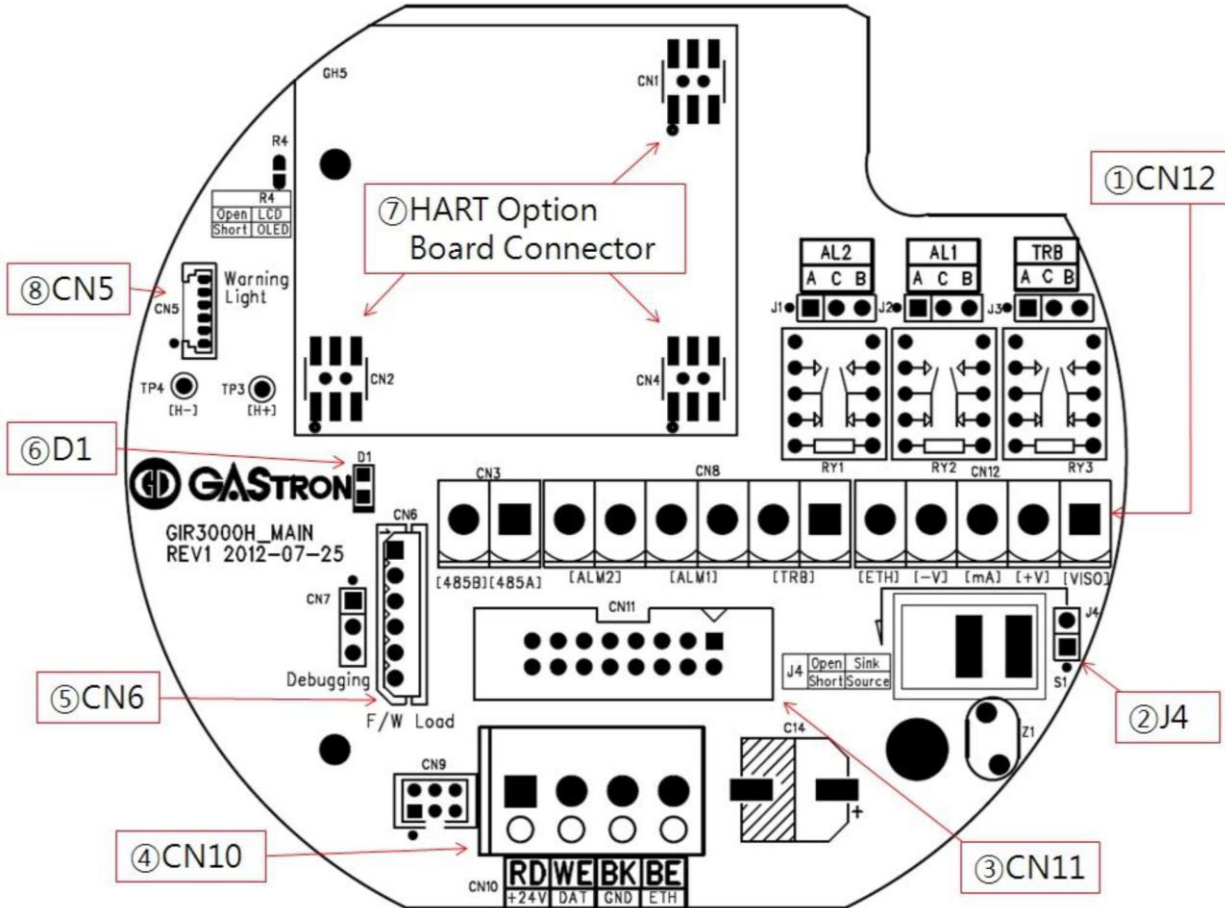 GH5
CN1
R4
R4
Open LCD
Short OLED
⑦HART Option
Board Connector
①CN12
AL2
A C B
AL1
A C B
TRB
A C B
J1
J2
J3
⑧CN5
CN5
Warning
Light
TP4
[H-]
TP3
[H+]
CN2
CN4
RY1
RY2
RY3
⑥D1
D1
GD GASTRON
GIR3000H_MAIN
REV1 2012-07-25
CN3
CN8
CN12
[485B] [485A] [ALM2] [ALM1] [TRB] [ETH] [-V] [mA] [+V] [VISO]
CN6
CN7
Debugging
F/W Load
⑤CN6
CN11
J4
Open Sink
Short Source
J4
S1
②J4
Z1
C14
+
CN9
④CN10
③CN11
CN10
RD WE BK BE
+24V DAT GND ETH